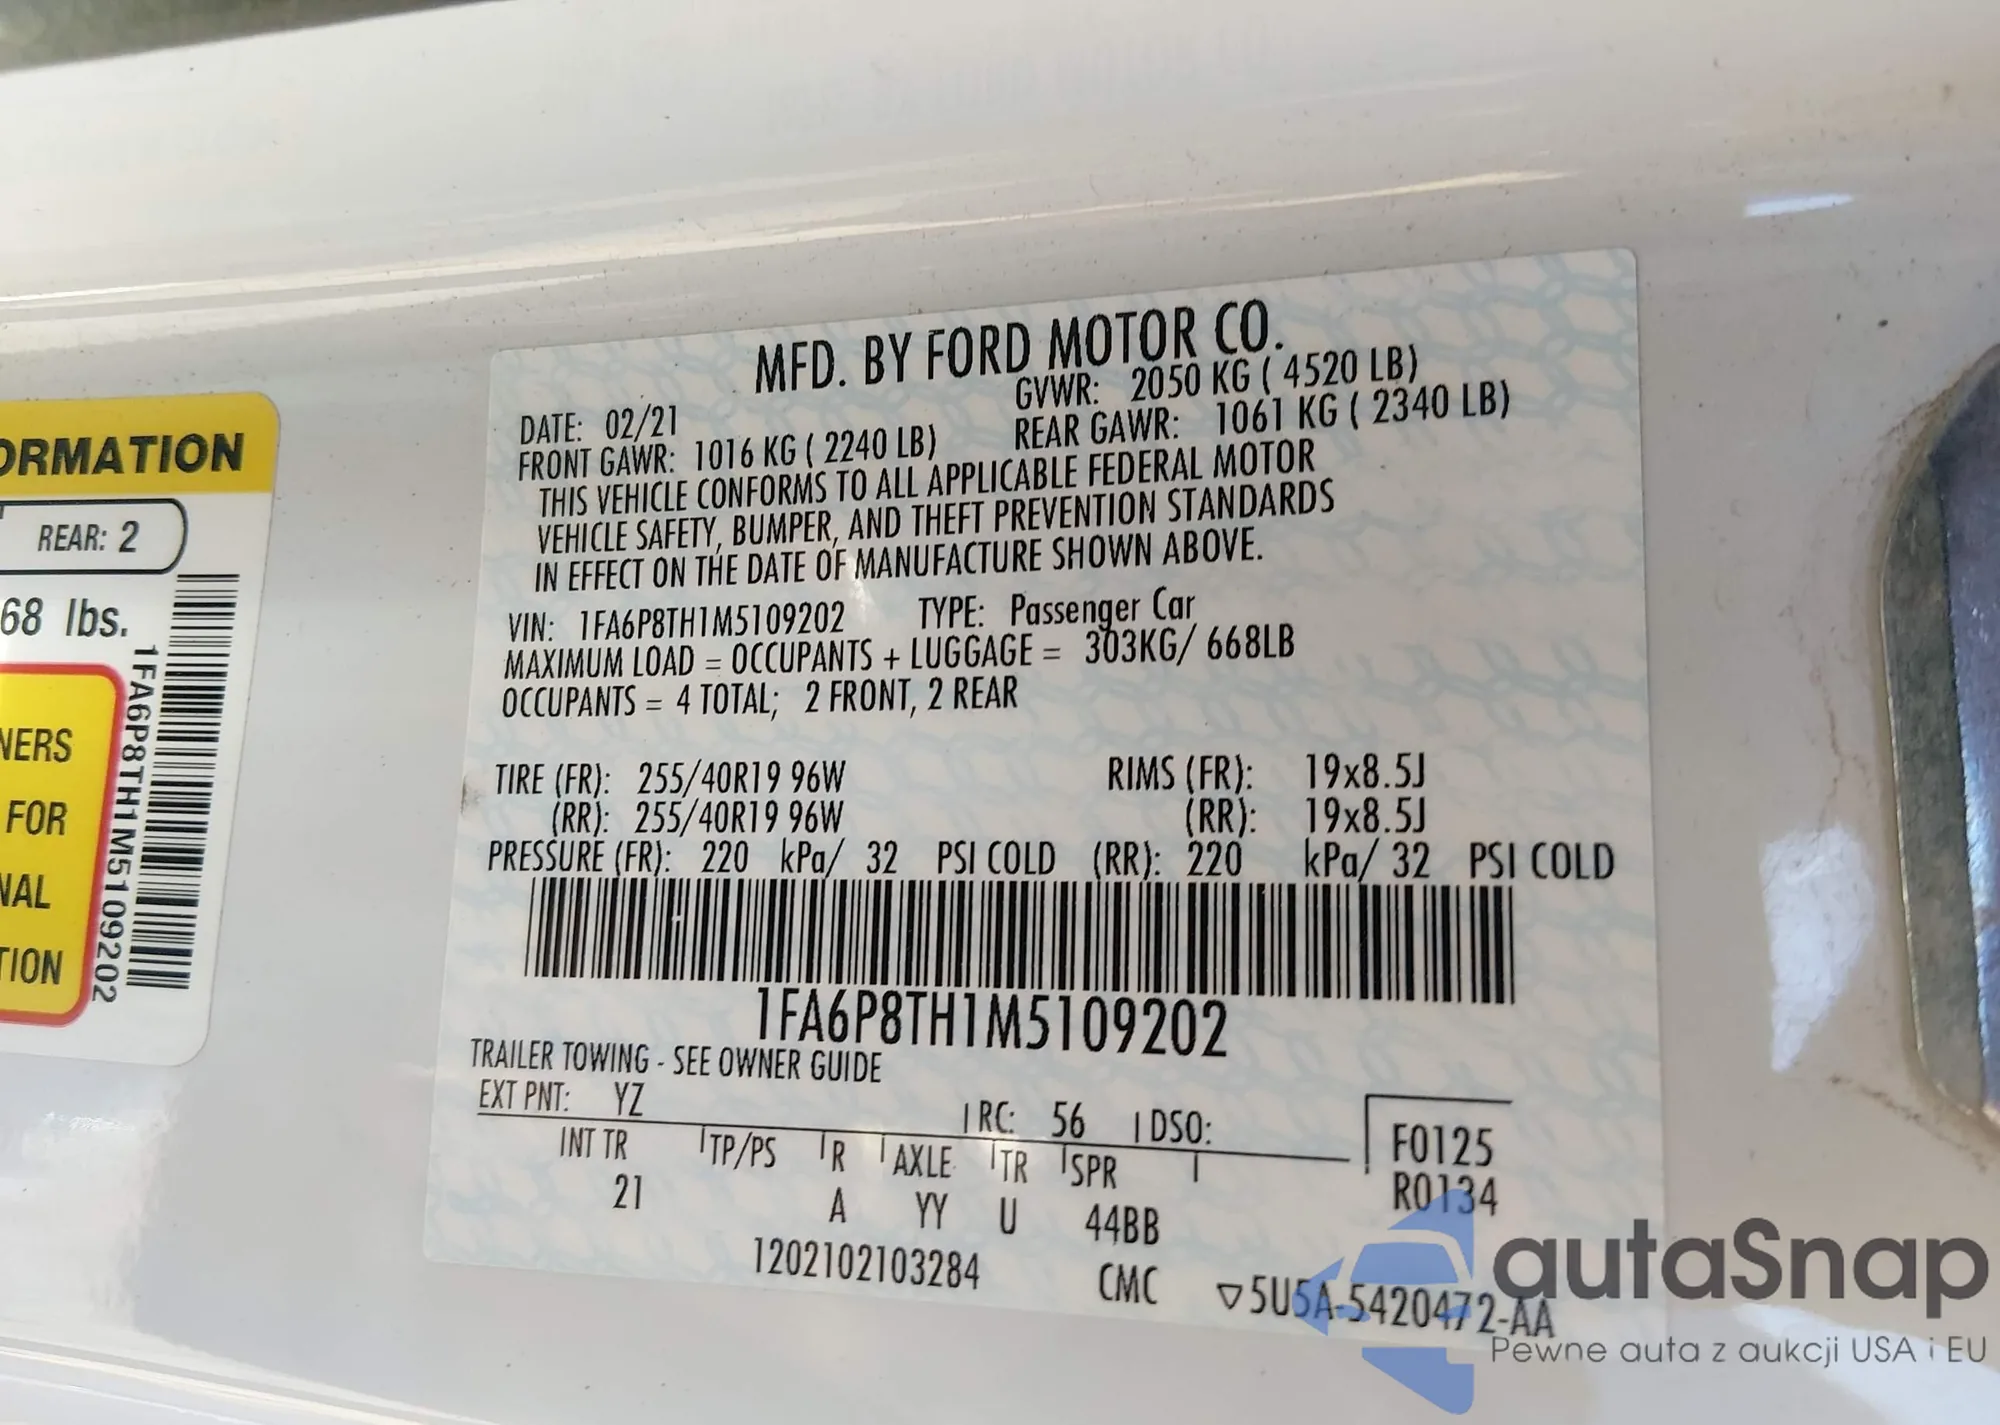 ORMATION
REAR: 2
68 lbs.
NERS
FOR
NAL
TION
1FA6P8TH1M5109202
MFD. BY FORD MOTOR CO.
DATE: 02/21 GVWR: 2050 KG ( 4520 LB)
FRONT GAWR: 1016 KG ( 2240 LB) REAR GAWR: 1061 KG ( 2340 LB)
THIS VEHICLE CONFORMS TO ALL APPLICABLE FEDERAL MOTOR
VEHICLE SAFETY, BUMPER, AND THEFT PREVENTION STANDARDS
IN EFFECT ON THE DATE OF MANUFACTURE SHOWN ABOVE.
VIN: 1FA6P8TH1M5109202 TYPE: Passenger Car
MAXIMUM LOAD = OCCUPANTS + LUGGAGE = 303KG/ 668LB
OCCUPANTS = 4 TOTAL; 2 FRONT, 2 REAR
TIRE (FR): 255/40R19 96W RIMS (FR): 19x8.5J
(RR): 255/40R19 96W (RR): 19x8.5J
PRESSURE (FR): 220 kPa/ 32 PSI COLD (RR): 220 kPa/ 32 PSI COLD
1FA6P8TH1M5109202
TRAILER TOWING - SEE OWNER GUIDE
EXT PNT: YZ RC: 56 DSO:
INT TR TP/PS R AXLE TR SPR F0125
21 A YY U 44BB R0134
1202102103284 CMC ▽5U5A-5420472-AA
autaSnap
Pewne auta z aukcji USA i EU